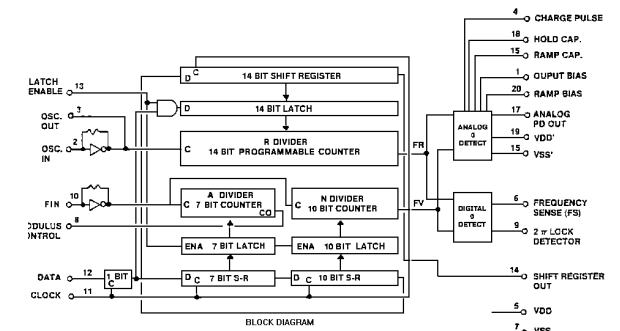 4 CHARGE PULSE
18 HOLD CAP.
15 RAMP CAP.
1 OUPUT BIAS
20 RAMP BIAS
17 ANALOG PD OUT
19 VDD'
15 VSS'
LATCH ENABLE 13
OSC. OUT 3
OSC. IN 2
D C 14 BIT SHIFT REGISTER
D 14 BIT LATCH
C R DIVIDER
14 BIT PROGRAMMABLE COUNTER
FR
ANALOG
0
DETECT
FIN 10
C A DIVIDER
7 BIT COUNTER
CO
C N DIVIDER
10 BIT COUNTER
FV
DIGITAL
0
DETECT
6 FREQUENCY
SENSE (FS)
9 2 π LOCK
DETECTOR
ODULUS 8
ONTROL
ENA 7 BIT LATCH
ENA 10 BIT LATCH
DATA 12
1 BIT
C
D C 7 BIT S-R
D C 10 BIT S-R
14 SHIFT REGISTER
OUT
CLOCK 11
BLOCK DIAGRAM
5 VDD
7 VSS